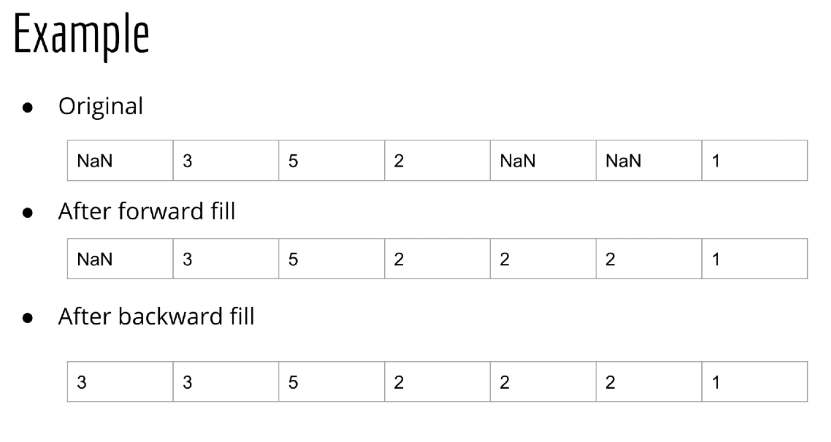 Example
● Original
NaN 3 5 2 NaN NaN 1
● After forward fill
NaN 3 5 2 2 2 1
● After backward fill
3 3 5 2 2 2 1